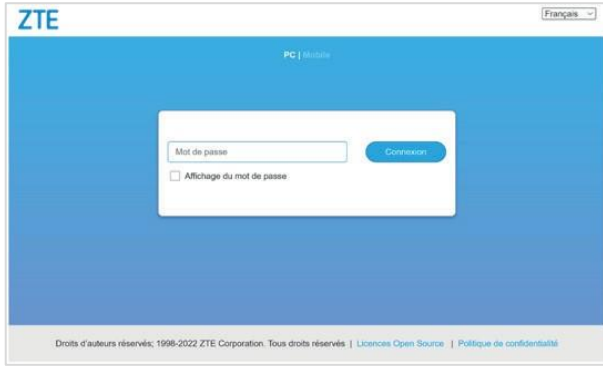 ZTE
Français
PC | Mobile
Mot de passe
Connexion
Affichage du mot de passe
Droits d'auteurs réservés; 1998-2022 ZTE Corporation. Tous droits réservés | Licences Open Source | Politique de confidentialité